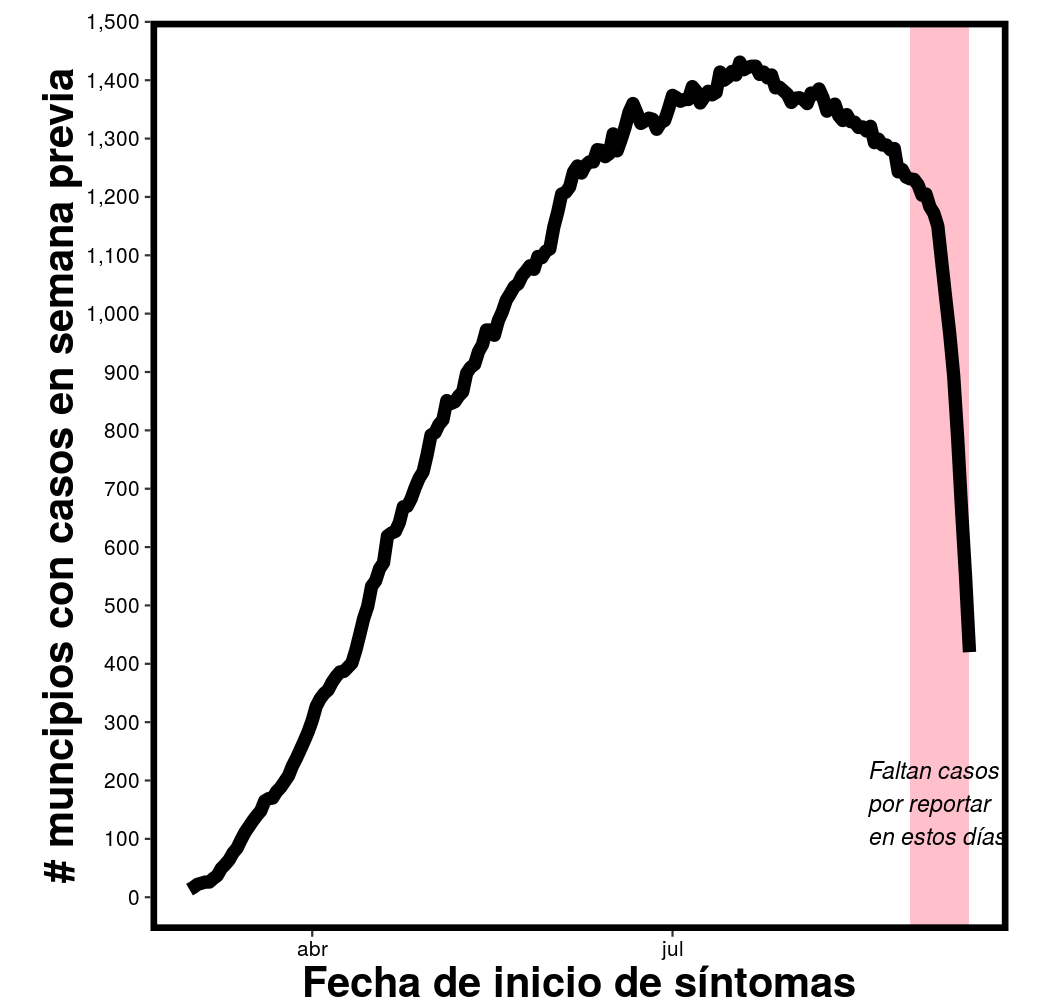 # muncipios con casos en semana previa
1,500
1,400
1,300
1,200
1,100
1,000
900
800
700
600
500
400
300
200
100
0
Faltan casos
por reportar
en estos días
abr
jul
Fecha de inicio de síntomas